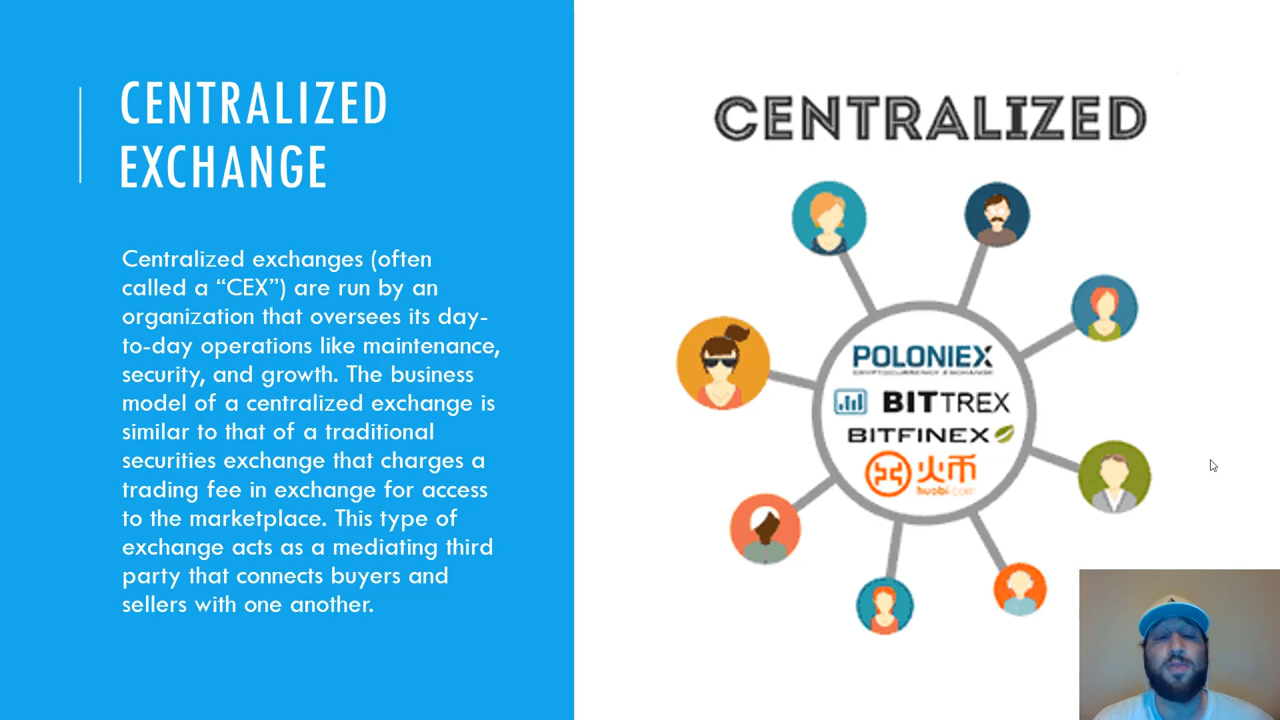 CENTRALIZED
EXCHANGE
Centralized exchanges (often
called a “CEX”) are run by an
organization that oversees its day-
to-day operations like maintenance,
security, and growth. The business
model of a centralized exchange is
similar to that of a traditional
securities exchange that charges a
trading fee in exchange for access
to the marketplace. This type of
exchange acts as a mediating third
party that connects buyers and
sellers with one another.
CENTRALIZED
POLONIEX
CRYPTOCURRENCY EXCHANGE
BITTREX
BITFINEX
火币
huobi.com